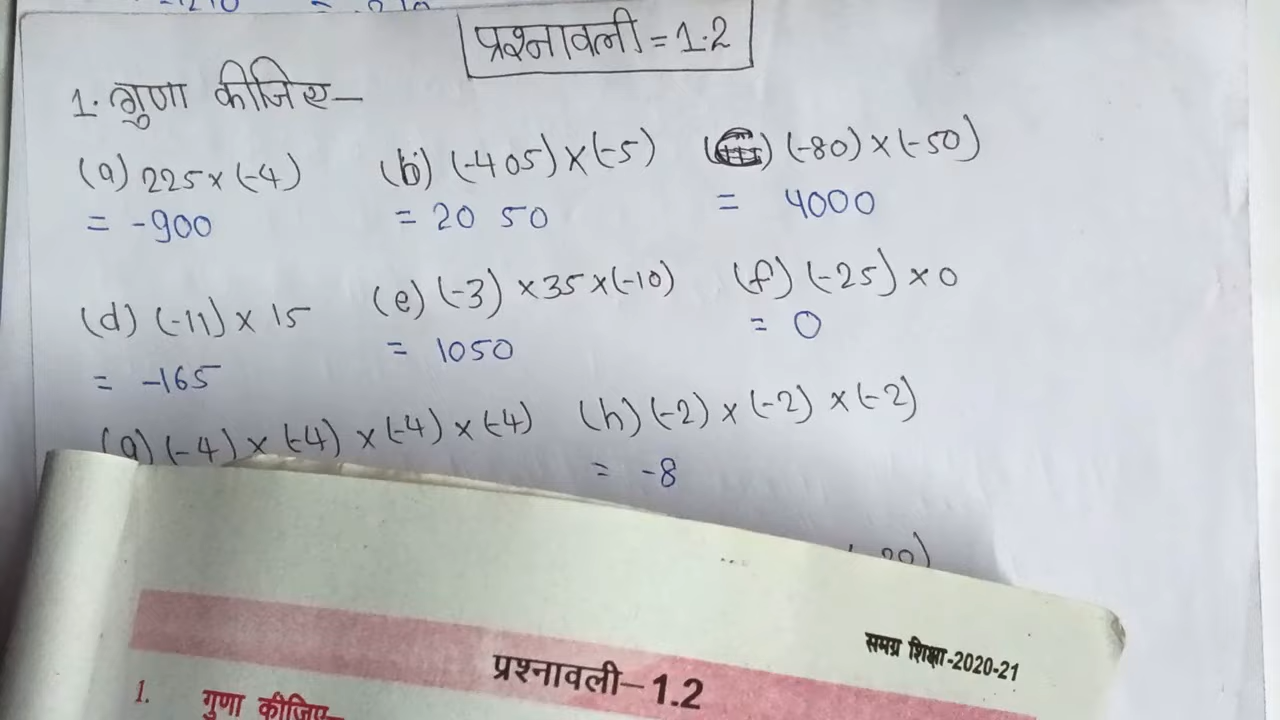 प्रश्नावली = 1.2
1. गुणा कीजिए—
(a) 225 × (-4) (b) (-405) × (-5) (-80) × (-50)
= -900 = 2050 = 4000
(d) (-11) × 15 (e) (-3) × 35 × (-10) (f) (-25) × 0
= -165 = 1050 = 0
(g) (-4) × (-4) × (-4) × (-4) (h) (-2) × (-2) × (-2)
= -8
समग्र शिक्षा-2020-21
प्रश्नावली–1.2
1. गुणा कीजिए–